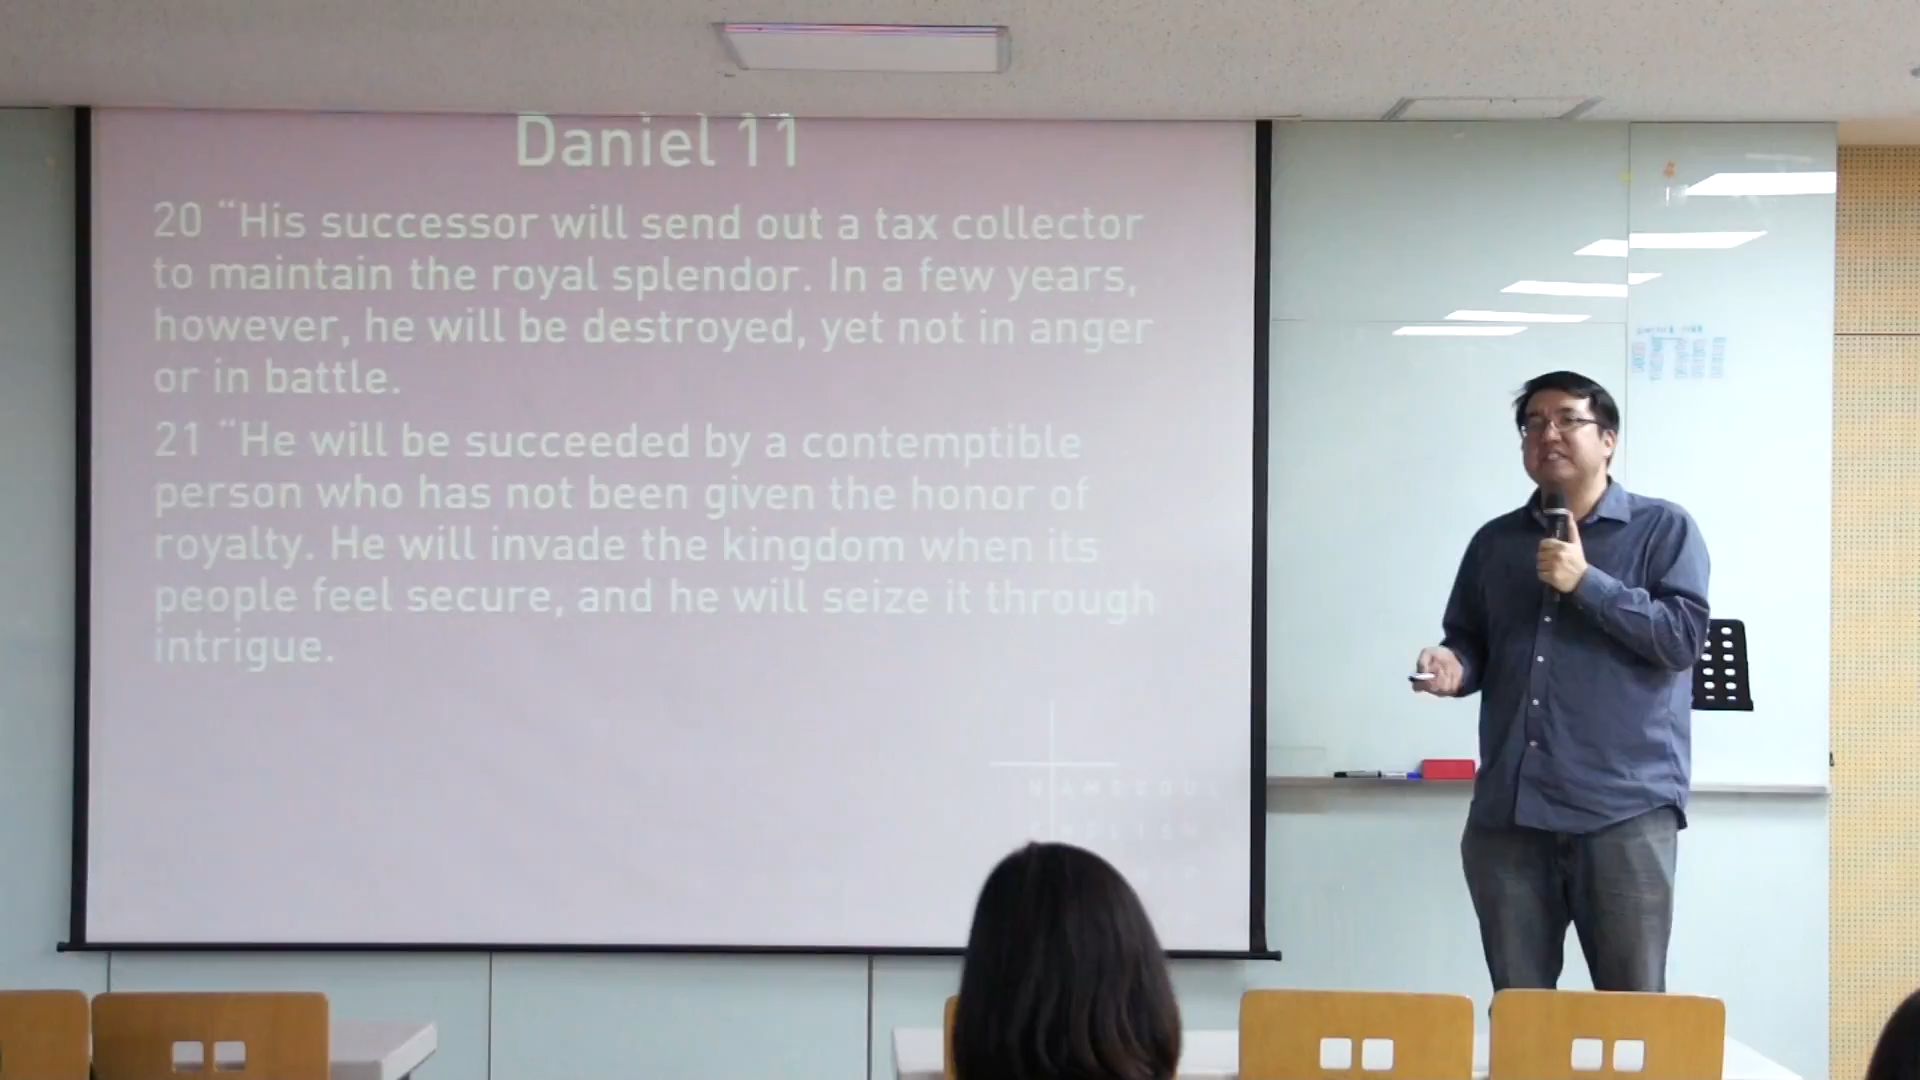 Daniel 11
20 “His successor will send out a tax collector
to maintain the royal splendor. In a few years,
however, he will be destroyed, yet not in anger
or in battle.
21 “He will be succeeded by a contemptible
person who has not been given the honor of
royalty. He will invade the kingdom when its
people feel secure, and he will seize it through
intrigue.
NAMSEOUL
ENGLISH